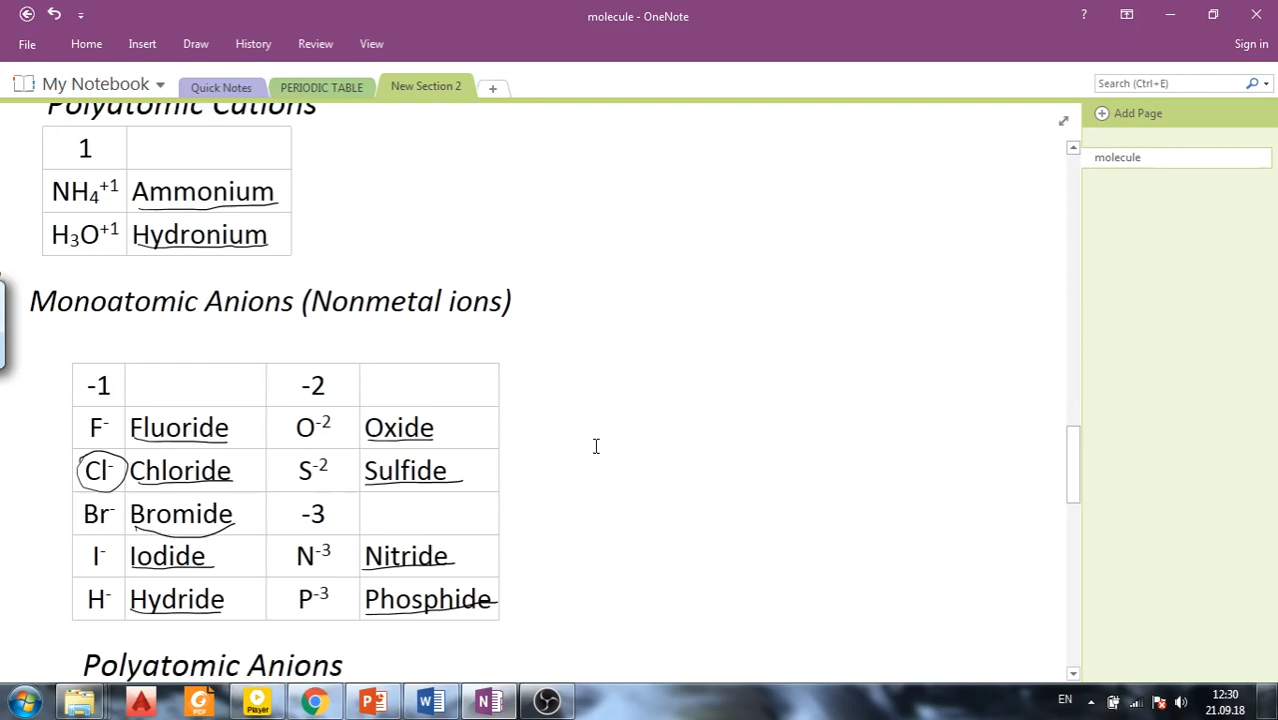 molecule - OneNote
?
File Home Insert Draw History Review View
Sign in
My Notebook Quick Notes PERIODIC TABLE New Section 2 +
Search (Ctrl+E)
Add Page
molecule
Polyatomic Cations
1
NH₄⁺¹ Ammonium
H₃O⁺¹ Hydronium
Monoatomic Anions (Nonmetal ions)
-1 -2
F⁻ Fluoride O⁻² Oxide
Cl⁻ Chloride S⁻² Sulfide
Br⁻ Bromide -3
I⁻ Iodide N⁻³ Nitride
H⁻ Hydride P⁻³ Phosphide
Polyatomic Anions
PDF Player P W N
EN 12:30
21.09.18